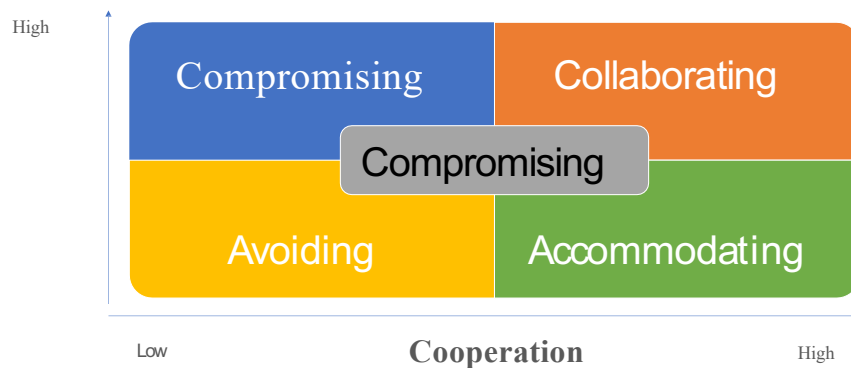 High
Compromising
Collaborating
Compromising
Avoiding
Accommodating
Low
Cooperation
High